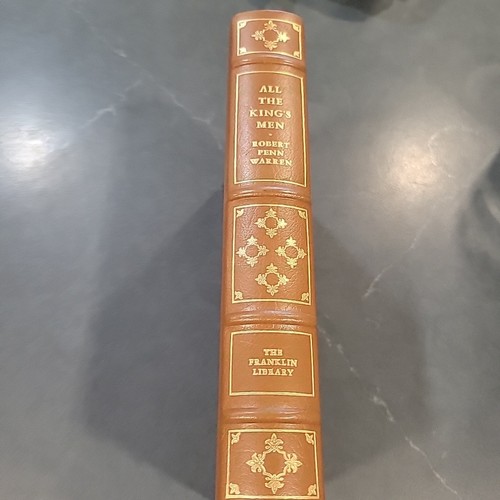 ALL
THE
KING'S
MEN
ROBERT
PENN
WARREN
THE
FRANKLIN
LIBRARY